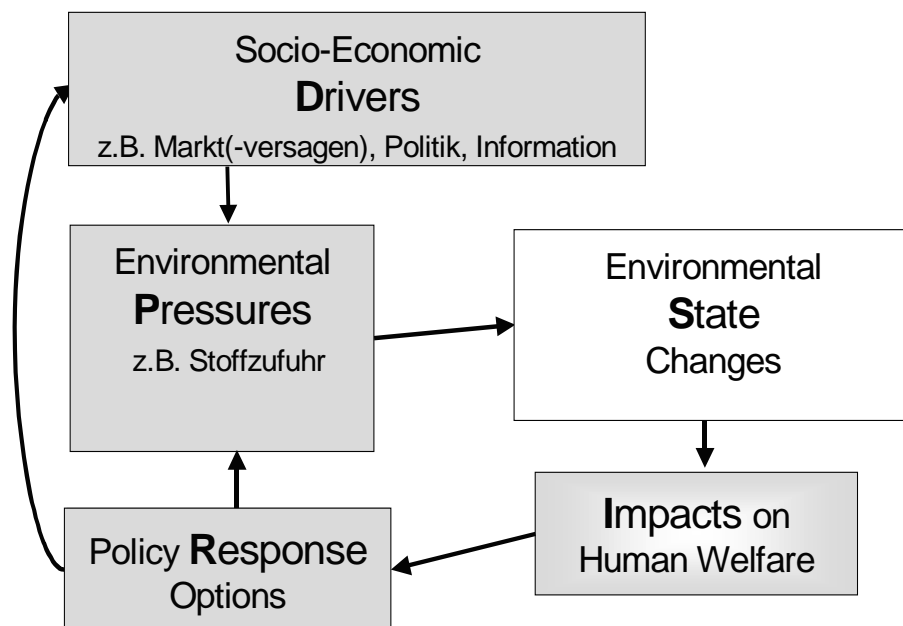 Socio-Economic
Drivers
z.B. Markt(-versagen), Politik, Information
Environmental
Pressures
z.B. Stoffzufuhr
Environmental
State
Changes
Impacts on
Human Welfare
Policy Response
Options